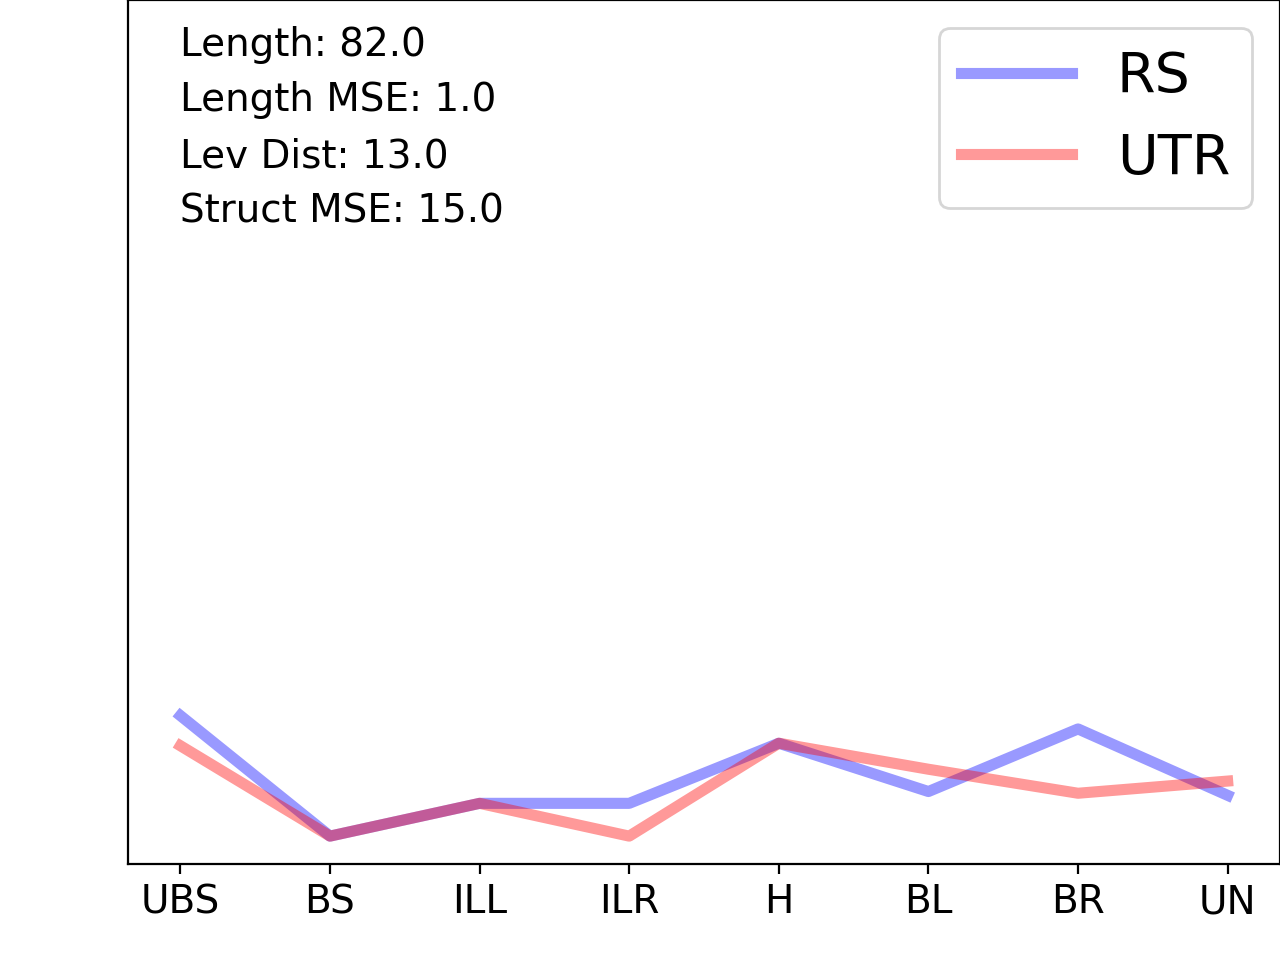 Length: 82.0
Length MSE: 1.0
Lev Dist: 13.0
Struct MSE: 15.0
RS
UTR
UBS BS ILL ILR H BL BR UN